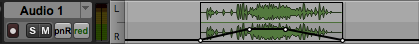 Audio 1
L
S M pnR red
R